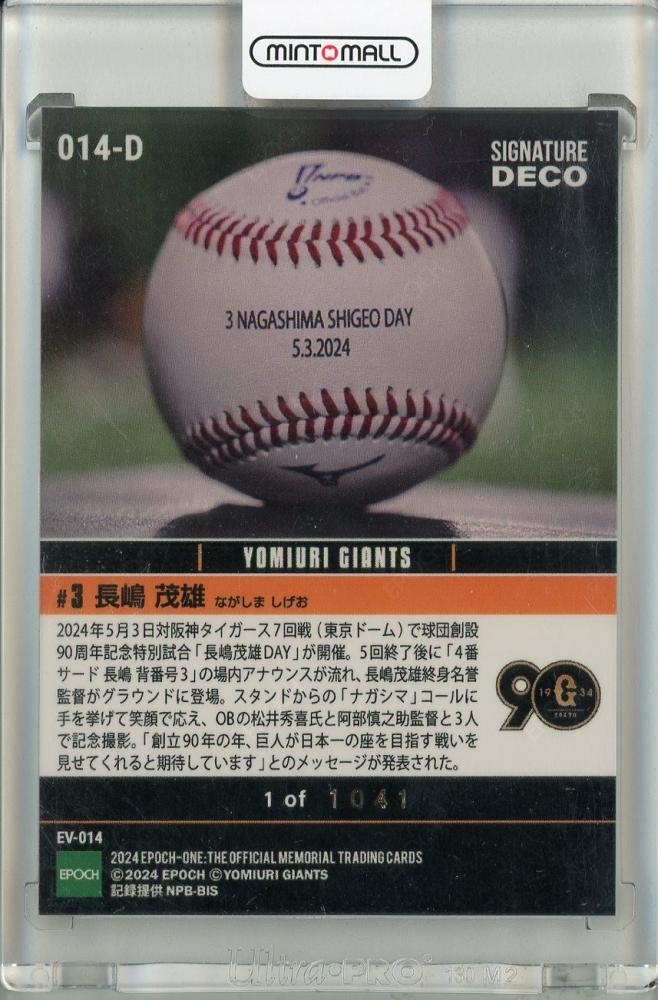 MINTOMALL
014-D
SIGNATURE
DECO
NPB
Official Ball
3 NAGASHIMA SHIGEO DAY
5.3.2024
YOMIURI GIANTS
#3 長嶋 茂雄 ながしま しげお
2024年5月3日対阪神タイガース7回戦(東京ドーム)で球団創設
90周年記念特別試合「長嶋茂雄DAY」が開催。5回終了後に「4番
サード 長嶋 背番号3」の場内アナウンスが流れ、長嶋茂雄終身名誉
監督がグラウンドに登場。スタンドからの「ナガシマ」コールに
手を挙げて笑顔で応え、OBの松井秀喜氏と阿部慎之助監督と3人
で記念撮影。「創立90年の年、巨人が日本一の座を目指す戦いを
見せてくれると期待しています」とのメッセージが発表された。
90
19 G 34
TOKYO
1 of 1041
EV-014
EPOCH
2024 EPOCH-ONE:THE OFFICIAL MEMORIAL TRADING CARDS
©2024 EPOCH ©YOMIURI GIANTS
記録提供 NPB-BIS
Ultra•PRO® 130 M2